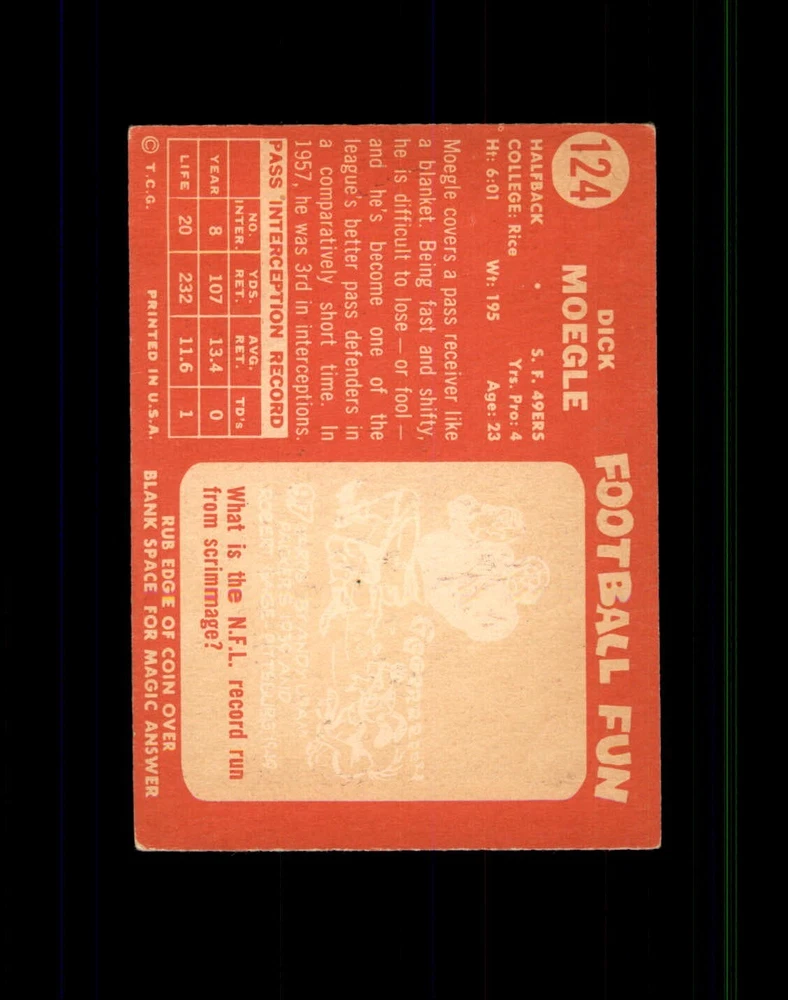 124
DICK
MOEGLE
HALFBACK • S. F. 49ERS
COLLEGE: Rice Yrs. Pro: 4
Ht: 6:01 Wt: 195 Age: 23
Moegle covers a pass receiver like
a blanket. Being fast and shifty,
he is difficult to lose — or fool —
and he's become one of the
league's better pass defenders in
a comparatively short time. In
1957, he was 3rd in interceptions.
PASS INTERCEPTION RECORD
NO. INTER. YDS. RET. AVG. RET. TD's
YEAR 8 107 13.4 0
LIFE 20 232 11.6 1
© T.C.G. PRINTED IN U.S.A.
FOOTBALL FUN
What is the N.F.L. record run
from scrimmage?
RUB EDGE OF COIN OVER
BLANK SPACE FOR MAGIC ANSWER